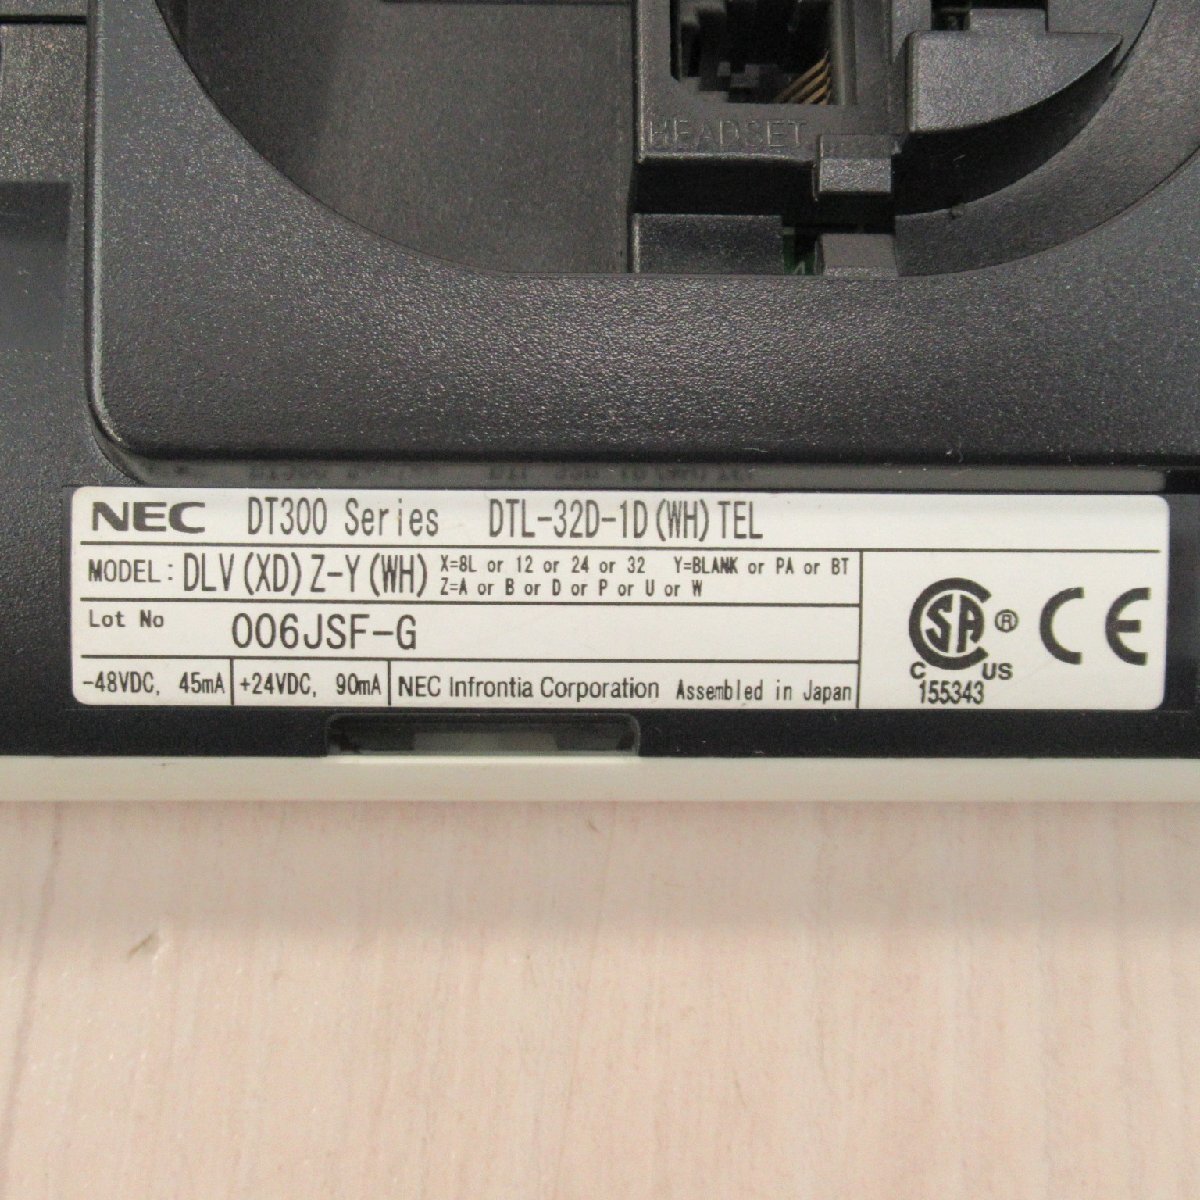 HEADSET
NEC DT300 Series DTL-32D-1D(WH)TEL
MODEL: DLV(XD)Z-Y(WH) X=8L or 12 or 24 or 32 Y=BLANK or PA or BT
Z=A or B or D or P or U or W
Lot No 006JSF-G
SA ® CE
C US
155343
-48VDC, 45mA +24VDC, 90mA NEC Infrontia Corporation Assembled in Japan